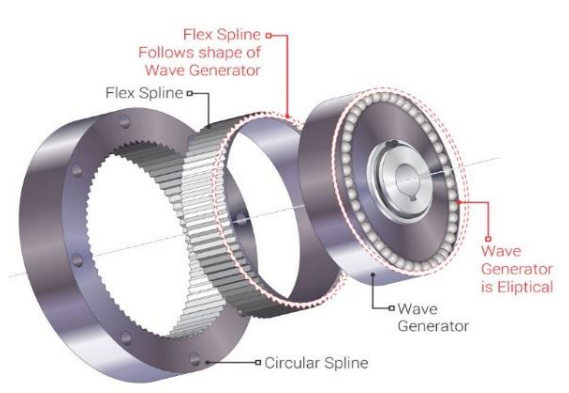 Flex Spline
Follows shape of
Wave Generator
Flex Spline
Wave
Generator
is Eliptical
Wave
Generator
Circular Spline